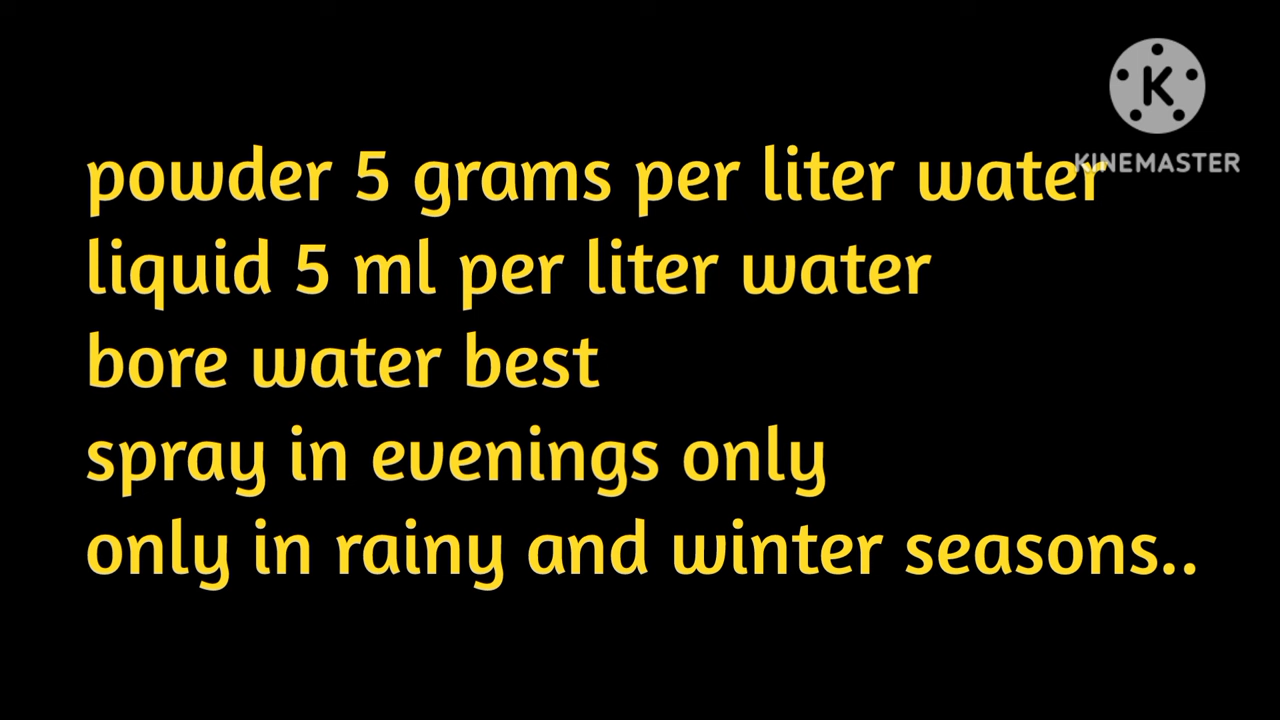 K
KINEMASTER
powder 5 grams per liter water
liquid 5 ml per liter water
bore water best
spray in evenings only
only in rainy and winter seasons..